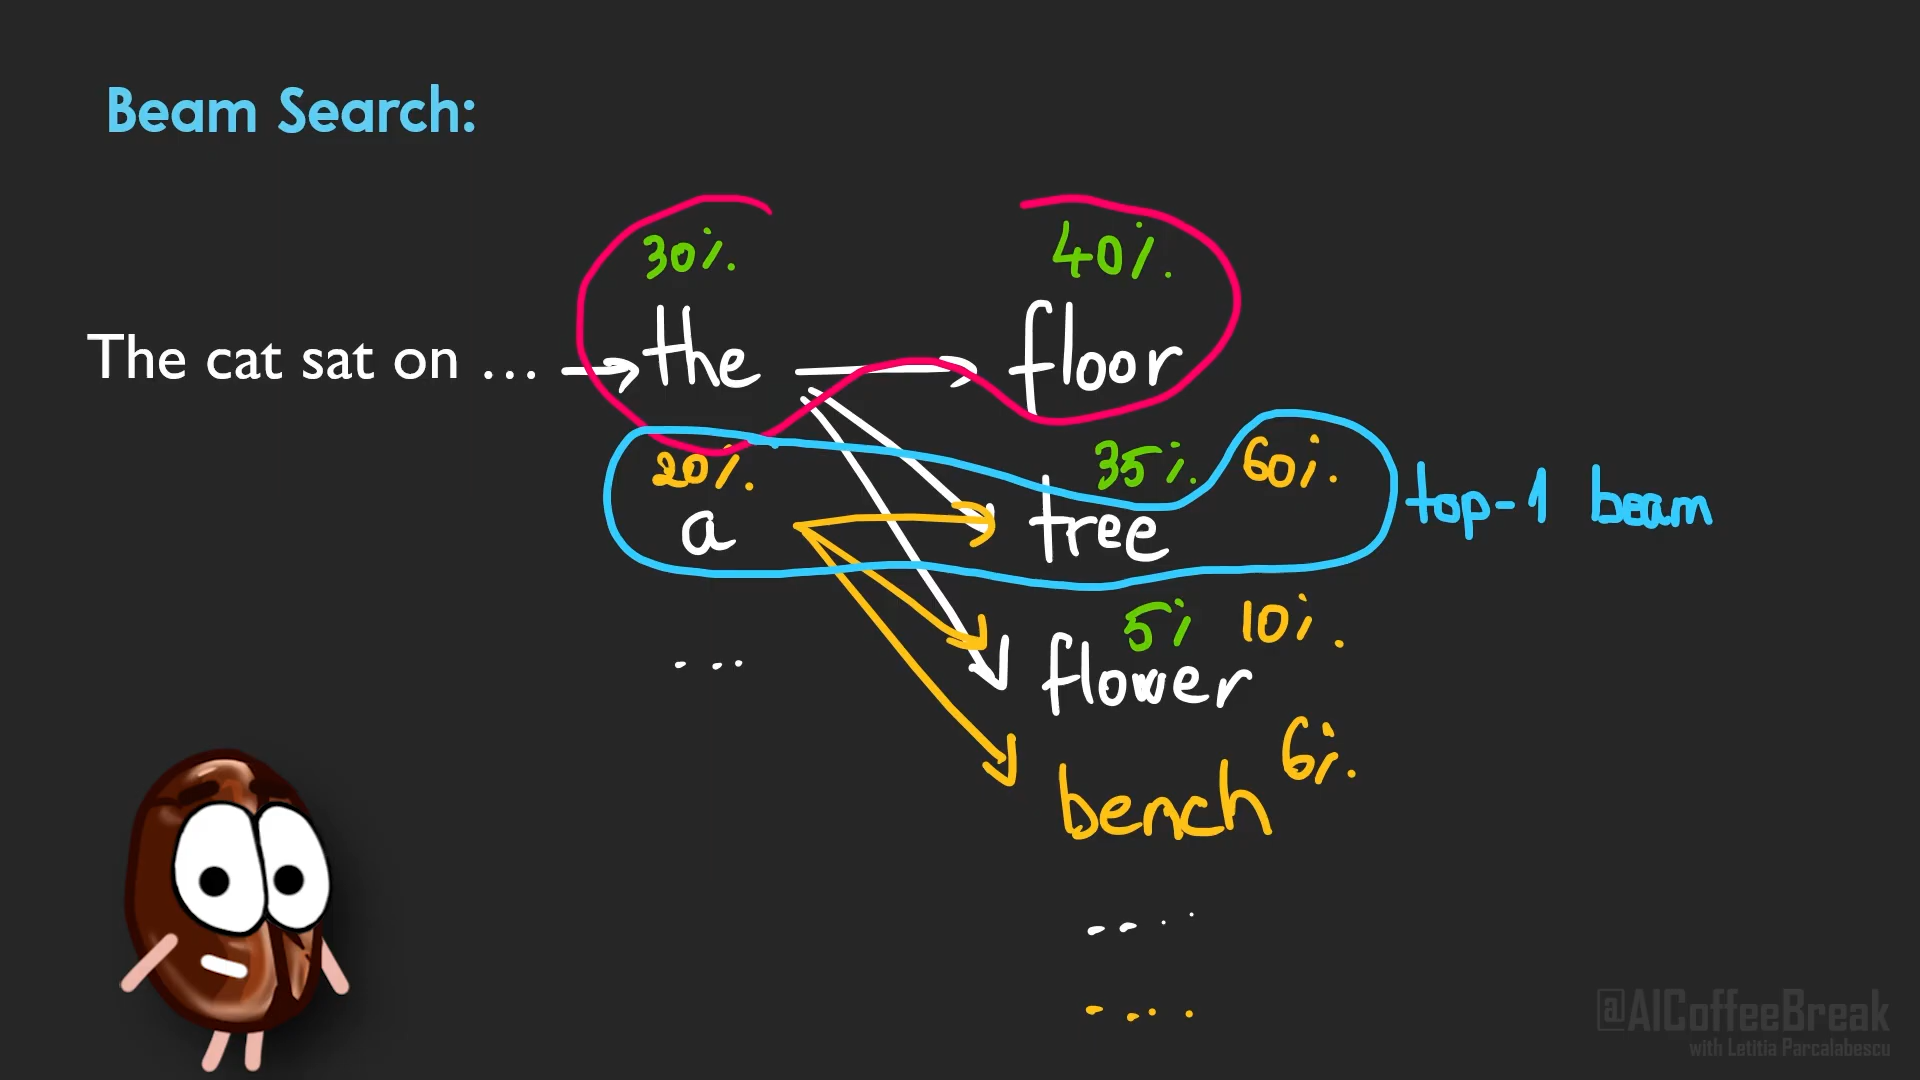 Beam Search:
30%. 40%.
The cat sat on ... the floor
20%. 35%. 60%. top-1 beam
a tree
5% 10%.
... flower
6%.
bench
....
....
@AICoffeeBreak
with Letitia Parcalabescu